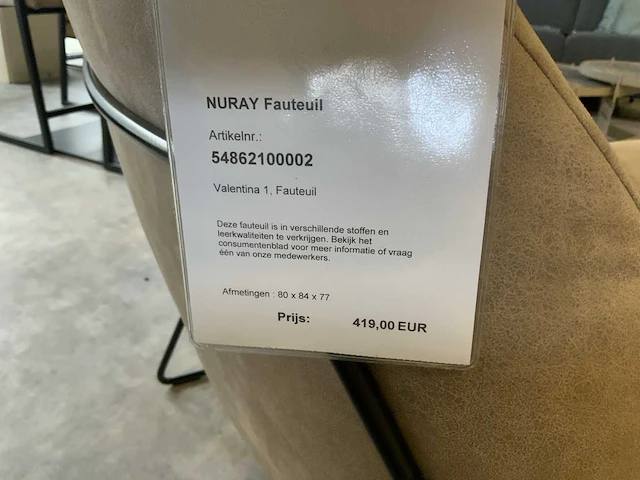 NURAY Fauteuil
Artikelnr.:
54862100002
Valentina 1, Fauteuil
Deze fauteuil is in verschillende stoffen en
leerkwaliteiten te verkrijgen. Bekijk het
consumentenblad voor meer informatie of vraag
één van onze medewerkers.
Afmetingen : 80 x 84 x 77
Prijs: 419,00 EUR